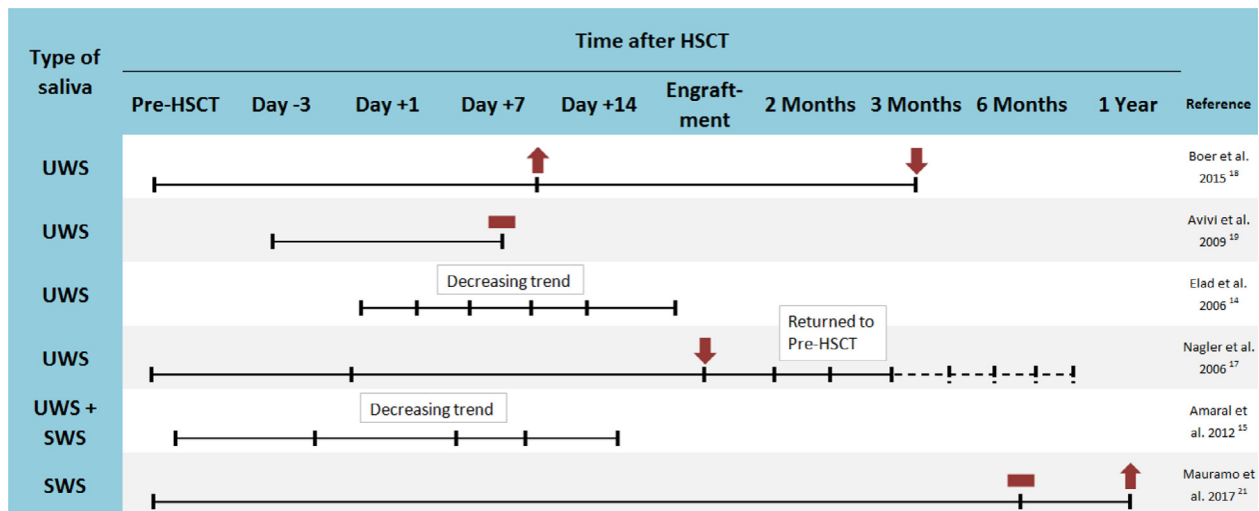 Time after HSCT
Type of
saliva
Pre-HSCT Day -3 Day +1 Day +7 Day +14 Engraft-
ment 2 Months 3 Months 6 Months 1 Year Reference
UWS
Boer et al.
2015 18
UWS
Avivi et al.
2009 19
UWS
Decreasing trend
Elad et al.
2006 14
UWS
Returned to
Pre-HSCT
Nagler et al.
2006 17
UWS +
SWS
Decreasing trend
Amaral et
al. 2012 15
SWS
Mauramo et
al. 2017 21